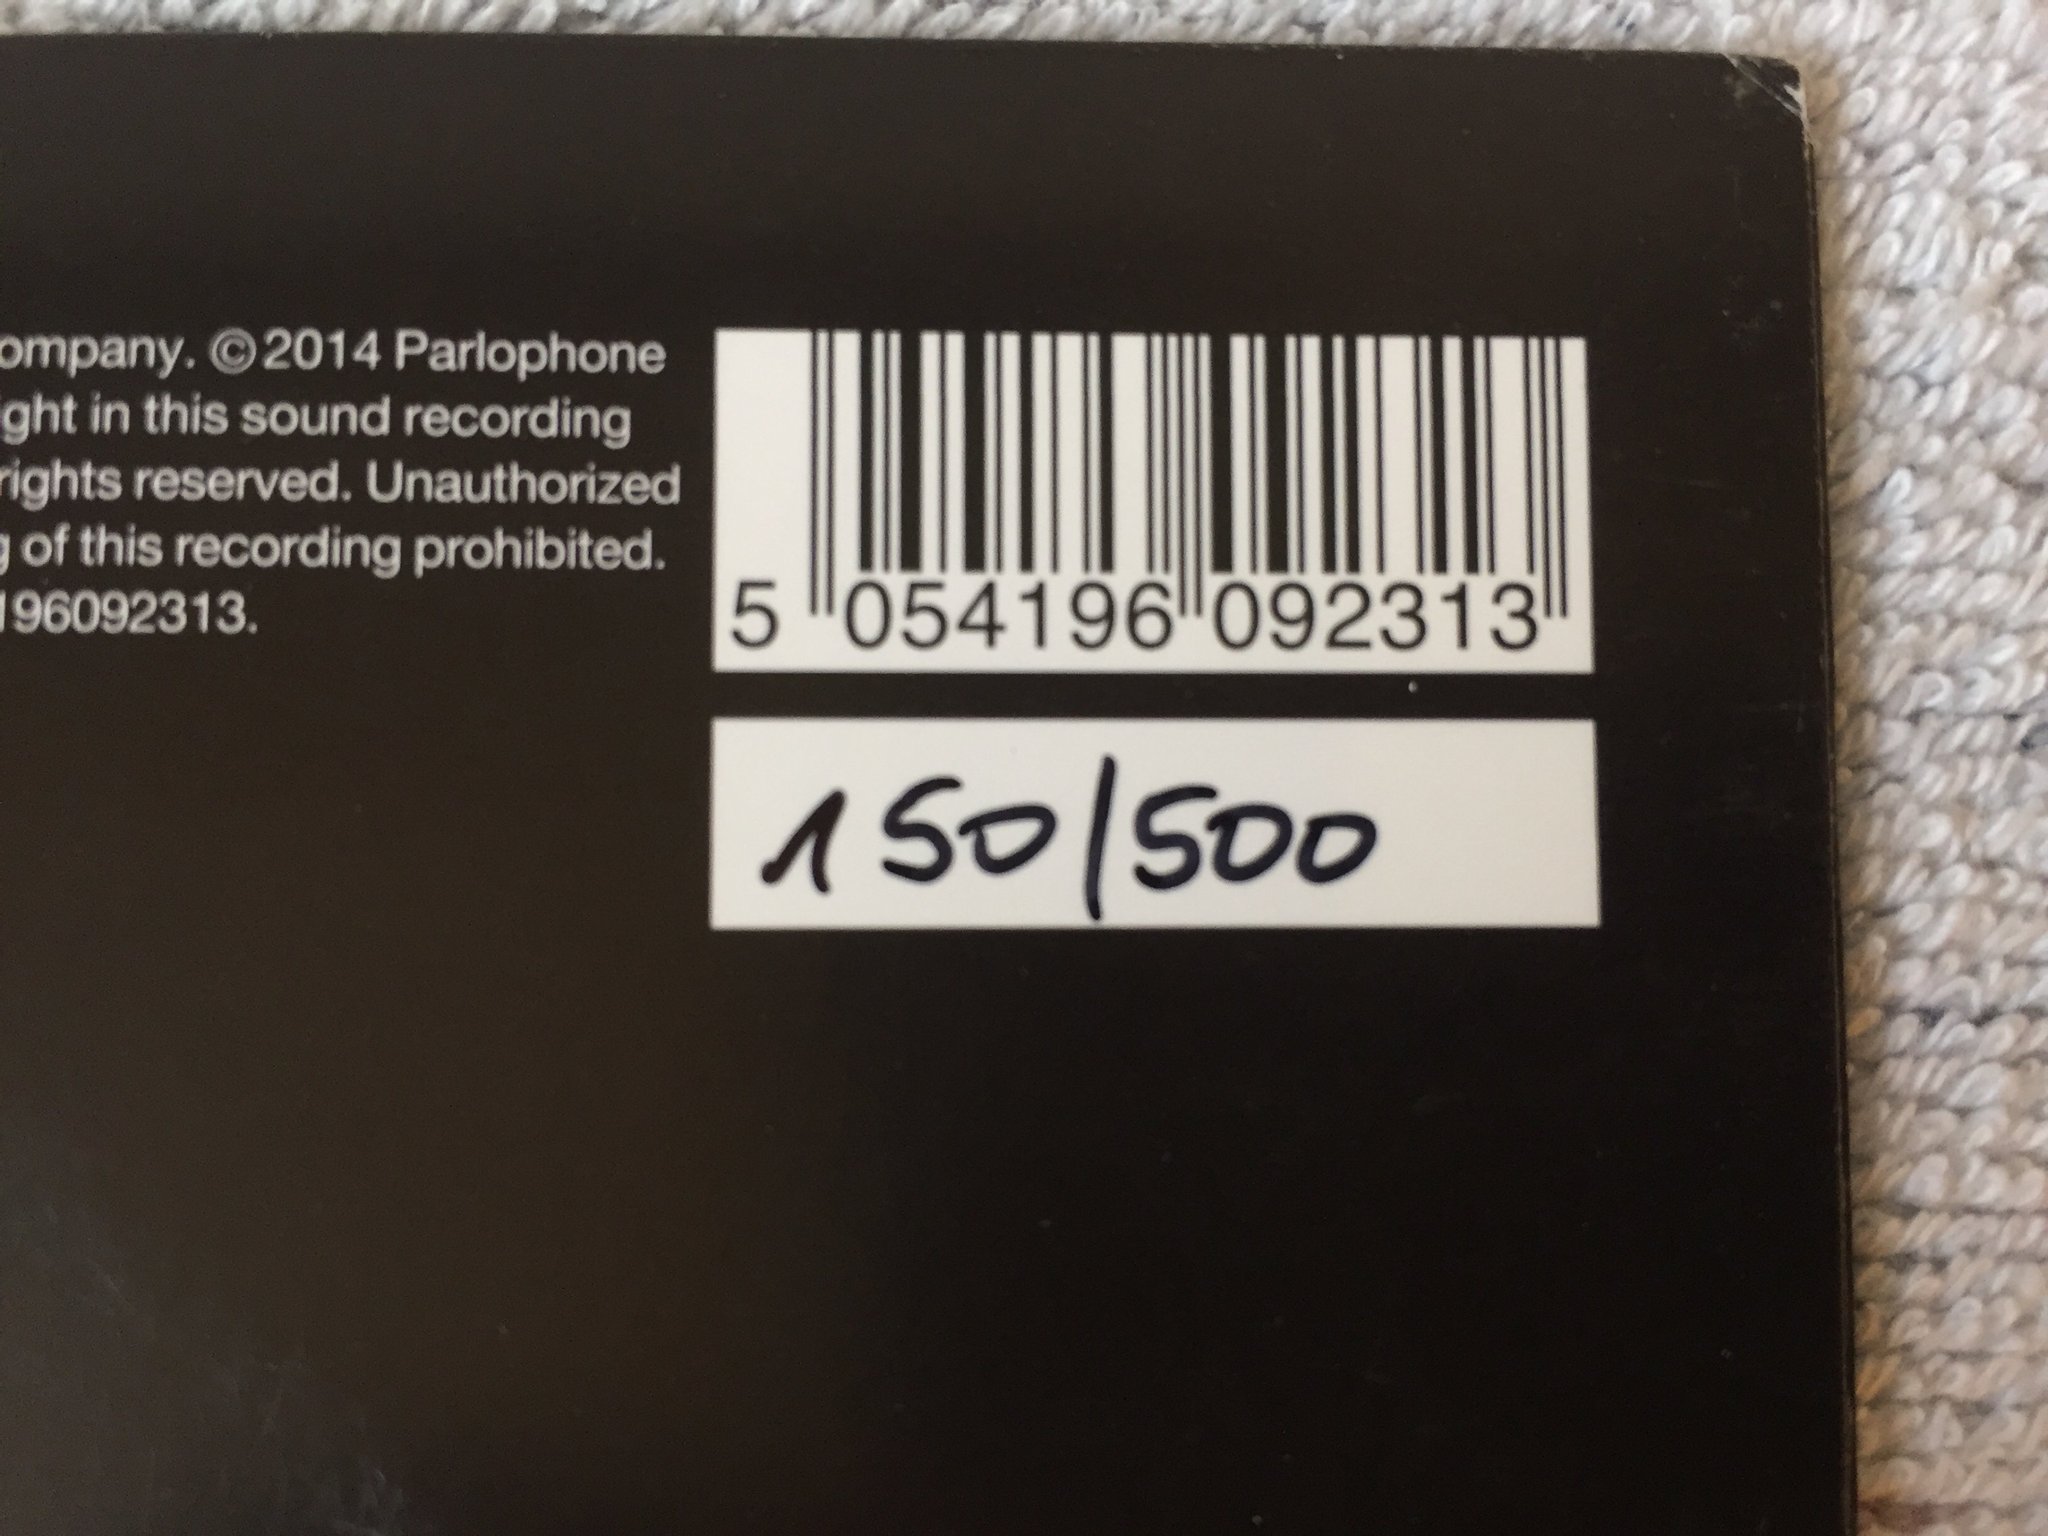 ompany. ©2014 Parlophone
ight in this sound recording
rights reserved. Unauthorized
g of this recording prohibited.
196092313.
5 054196 092313
150/500